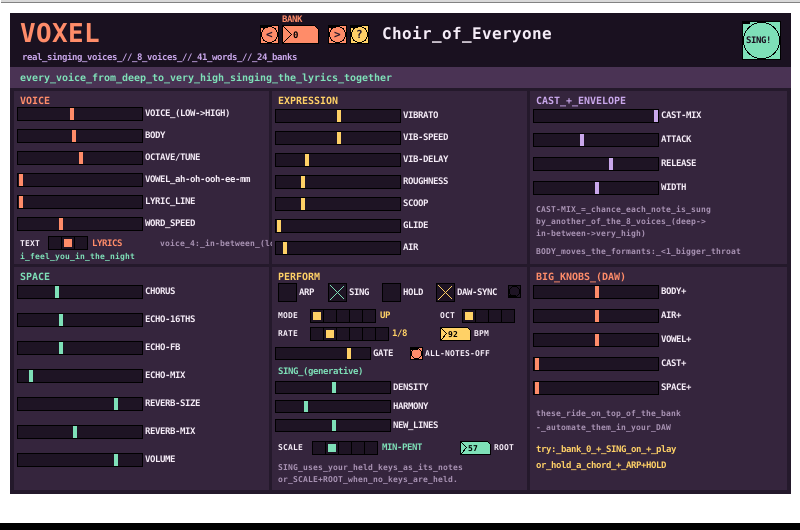 VOXEL
BANK
< 0 > ?
Choir_of_Everyone
SING!
real_singing_voices_//_8_voices_//_41_words_//_24_banks
every_voice_from_deep_to_very_high_singing_the_lyrics_together
VOICE
VOICE_(LOW->HIGH)
BODY
OCTAVE/TUNE
VOWEL_ah-oh-ooh-ee-mm
LYRIC_LINE
WORD_SPEED
TEXT LYRICS voice_4:_in-between_(lo
i_feel_you_in_the_night
EXPRESSION
VIBRATO
VIB-SPEED
VIB-DELAY
ROUGHNESS
SCOOP
GLIDE
AIR
CAST_+_ENVELOPE
CAST-MIX
ATTACK
RELEASE
WIDTH
CAST-MIX_=_chance_each_note_is_sung
by_another_of_the_8_voices_(deep->
in-between->very_high)
BODY_moves_the_formants:_<1_bigger_throat
SPACE
CHORUS
ECHO-16THS
ECHO-FB
ECHO-MIX
REVERB-SIZE
REVERB-MIX
VOLUME
PERFORM
ARP SING HOLD DAW-SYNC
MODE UP OCT
RATE 1/8 92 BPM
GATE ALL-NOTES-OFF
SING_(generative)
DENSITY
HARMONY
NEW_LINES
SCALE MIN-PENT 57 ROOT
SING_uses_your_held_keys_as_its_notes
or_SCALE+ROOT_when_no_keys_are_held.
BIG_KNOBS_(DAW)
BODY+
AIR+
VOWEL+
CAST+
SPACE+
these_ride_on_top_of_the_bank
-_automate_them_in_your_DAW
try:_bank_0_+_SING_on_+_play
or_hold_a_chord_+_ARP+HOLD